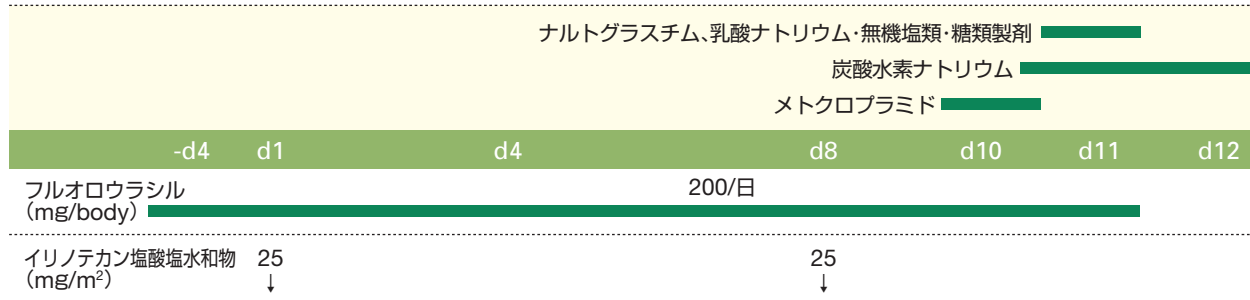 ナルトグラスチム、乳酸ナトリウム・無機塩類・糖類製剤
炭酸水素ナトリウム
メトクロプラミド
-d4 d1 d4 d8 d10 d11 d12
フルオロウラシル
（mg/body）
200/日
イリノテカン塩酸塩水和物 25 25
（mg/m²） ↓ ↓